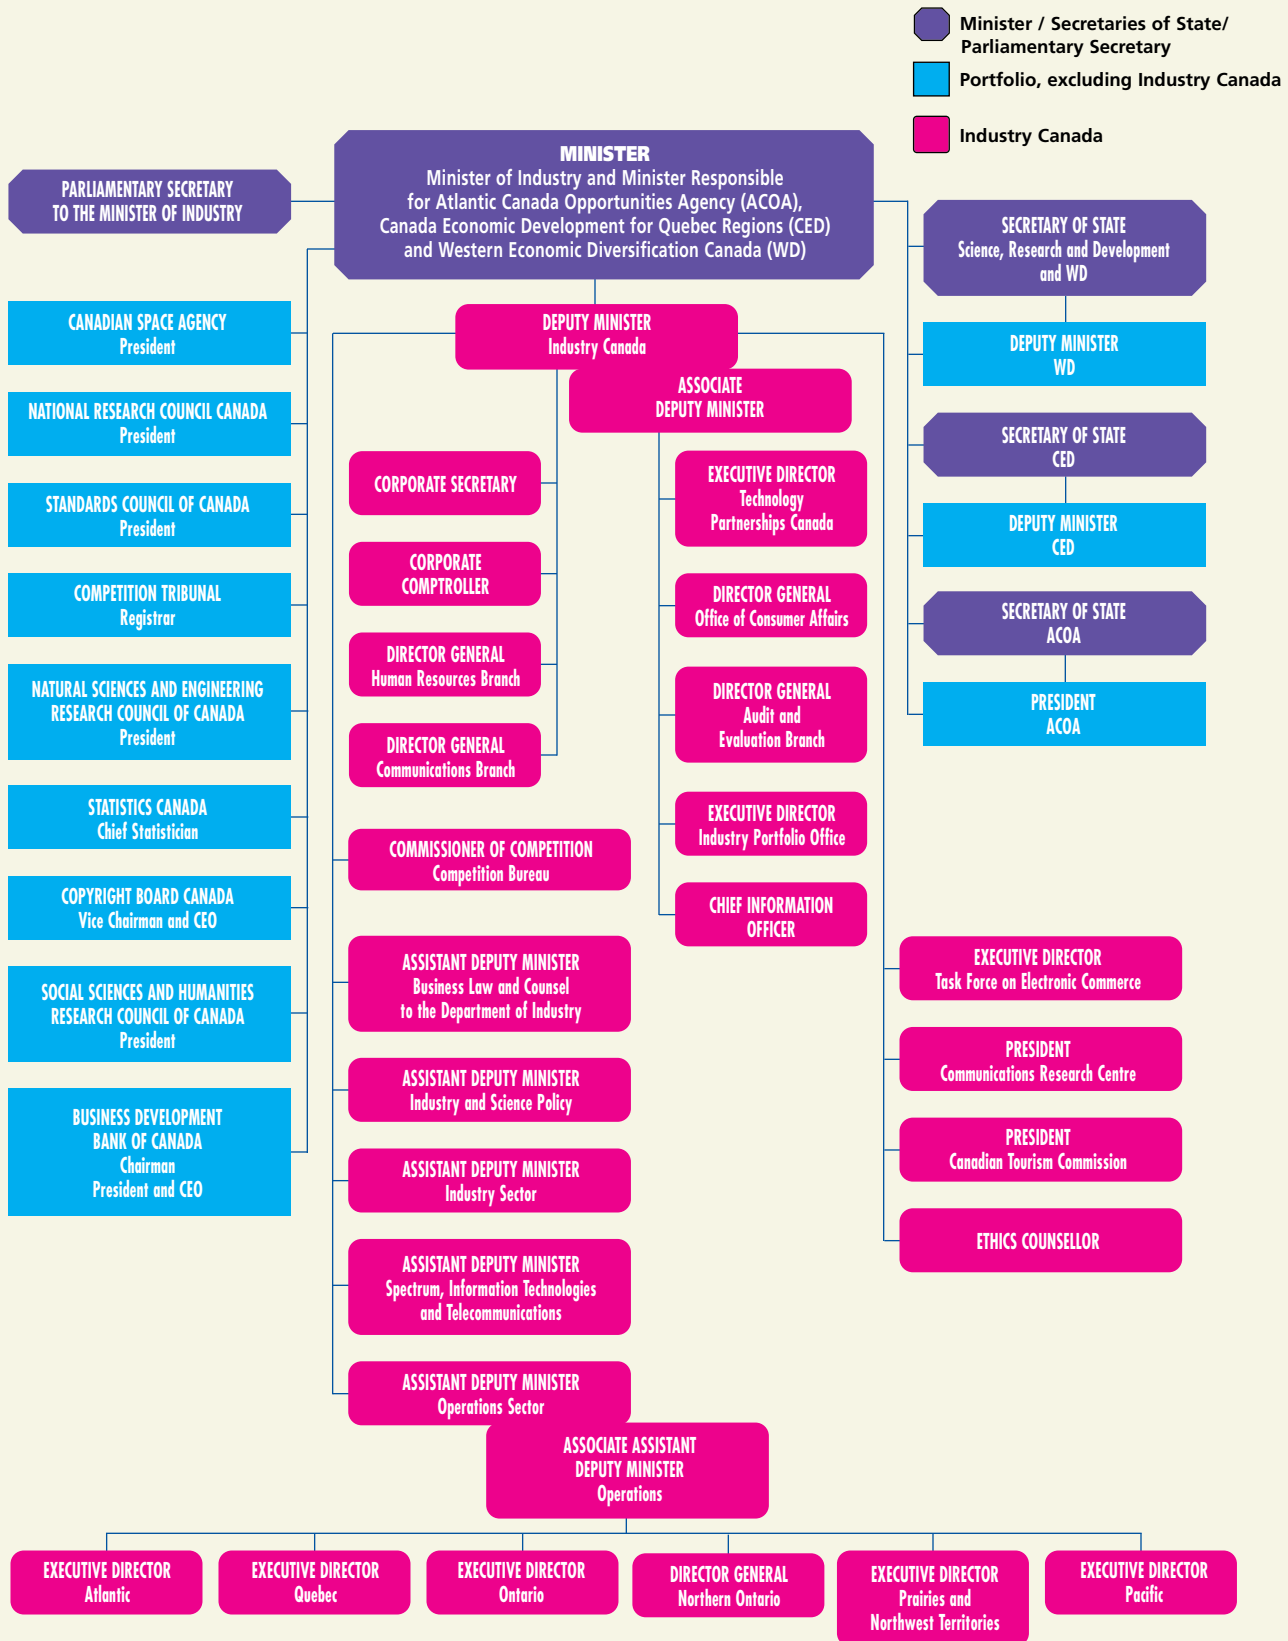 Minister / Secretaries of State/
Parliamentary Secretary
Portfolio, excluding Industry Canada
Industry Canada
MINISTER
Minister of Industry and Minister Responsible
for Atlantic Canada Opportunities Agency (ACOA),
Canada Economic Development for Quebec Regions (CED)
and Western Economic Diversification Canada (WD)
PARLIAMENTARY SECRETARY
TO THE MINISTER OF INDUSTRY
CANADIAN SPACE AGENCY
President
NATIONAL RESEARCH COUNCIL CANADA
President
STANDARDS COUNCIL OF CANADA
President
COMPETITION TRIBUNAL
Registrar
NATURAL SCIENCES AND ENGINEERING
RESEARCH COUNCIL OF CANADA
President
STATISTICS CANADA
Chief Statistician
COPYRIGHT BOARD CANADA
Vice Chairman and CEO
SOCIAL SCIENCES AND HUMANITIES
RESEARCH COUNCIL OF CANADA
President
BUSINESS DEVELOPMENT
BANK OF CANADA
Chairman
President and CEO
DEPUTY MINISTER
Industry Canada
ASSOCIATE
DEPUTY MINISTER
CORPORATE SECRETARY
CORPORATE
COMPTROLLER
DIRECTOR GENERAL
Human Resources Branch
DIRECTOR GENERAL
Communications Branch
EXECUTIVE DIRECTOR
Technology
Partnerships Canada
DIRECTOR GENERAL
Office of Consumer Affairs
DIRECTOR GENERAL
Audit and
Evaluation Branch
EXECUTIVE DIRECTOR
Industry Portfolio Office
CHIEF INFORMATION
OFFICER
COMMISSIONER OF COMPETITION
Competition Bureau
ASSISTANT DEPUTY MINISTER
Business Law and Counsel
to the Department of Industry
ASSISTANT DEPUTY MINISTER
Industry and Science Policy
ASSISTANT DEPUTY MINISTER
Industry Sector
ASSISTANT DEPUTY MINISTER
Spectrum, Information Technologies
and Telecommunications
ASSISTANT DEPUTY MINISTER
Operations Sector
ASSOCIATE ASSISTANT
DEPUTY MINISTER
Operations
SECRETARY OF STATE
Science, Research and Development
and WD
DEPUTY MINISTER
WD
SECRETARY OF STATE
CED
DEPUTY MINISTER
CED
SECRETARY OF STATE
ACOA
PRESIDENT
ACOA
EXECUTIVE DIRECTOR
Task Force on Electronic Commerce
PRESIDENT
Communications Research Centre
PRESIDENT
Canadian Tourism Commission
ETHICS COUNSELLOR
EXECUTIVE DIRECTOR
Atlantic
EXECUTIVE DIRECTOR
Quebec
EXECUTIVE DIRECTOR
Ontario
DIRECTOR GENERAL
Northern Ontario
EXECUTIVE DIRECTOR
Prairies and
Northwest Territories
EXECUTIVE DIRECTOR
Pacific